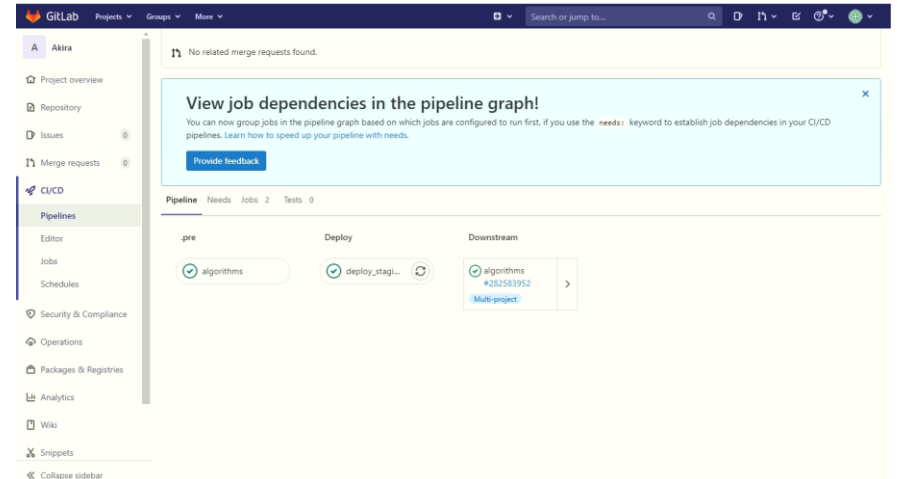 GitLab Projects Groups More Search or jump to...
A Akira
Project overview
Repository
Issues 0
Merge requests 0
CI/CD
Pipelines
Editor
Jobs
Schedules
Security & Compliance
Operations
Packages & Registries
Analytics
Wiki
Snippets
Collapse sidebar
No related merge requests found.
View job dependencies in the pipeline graph!
You can now group jobs in the pipeline graph based on which jobs are configured to run first, if you use the needs: keyword to establish job dependencies in your CI/CD
pipelines. Learn how to speed up your pipeline with needs.
Provide feedback
Pipeline Needs Jobs 2 Tests 0
.pre Deploy Downstream
algorithms
deploy_stagi...
algorithms
#282583952
Multi-project